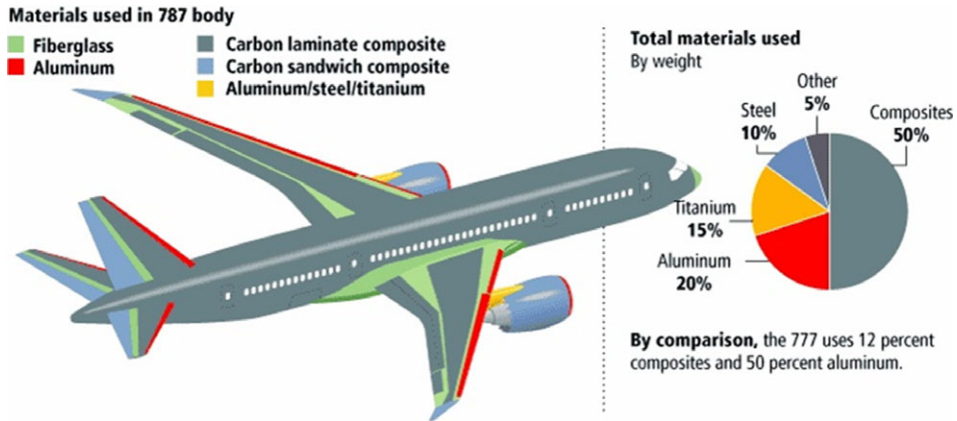 Materials used in 787 body
Fiberglass
Aluminum
Carbon laminate composite
Carbon sandwich composite
Aluminum/steel/titanium
Total materials used
By weight
Other
5%
Steel
10%
Composites
50%
Titanium
15%
Aluminum
20%
By comparison, the 777 uses 12 percent
composites and 50 percent aluminum.